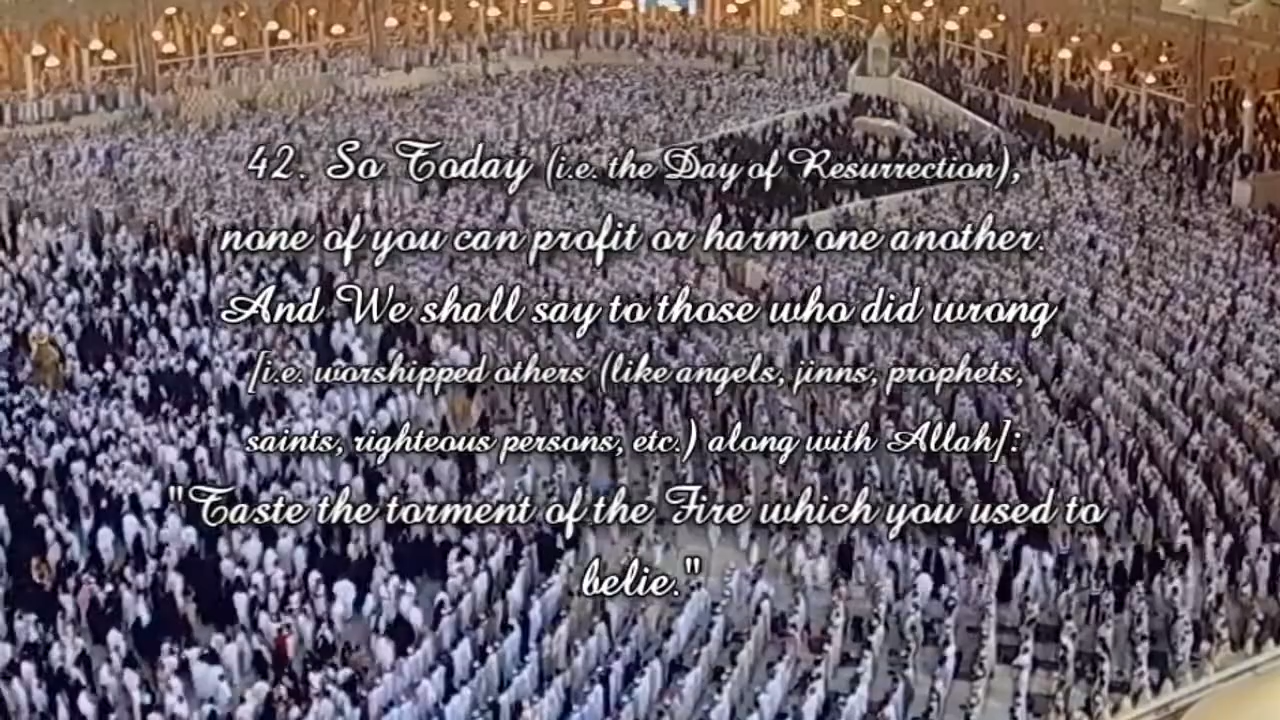 42. So Today (i.e. the Day of Resurrection),
none of you can profit or harm one another.
And We shall say to those who did wrong
[i.e. worshipped others (like angels, jinns, prophets,
saints, righteous persons, etc.) along with Allah]:
"Taste the torment of the Fire which you used to
belie."